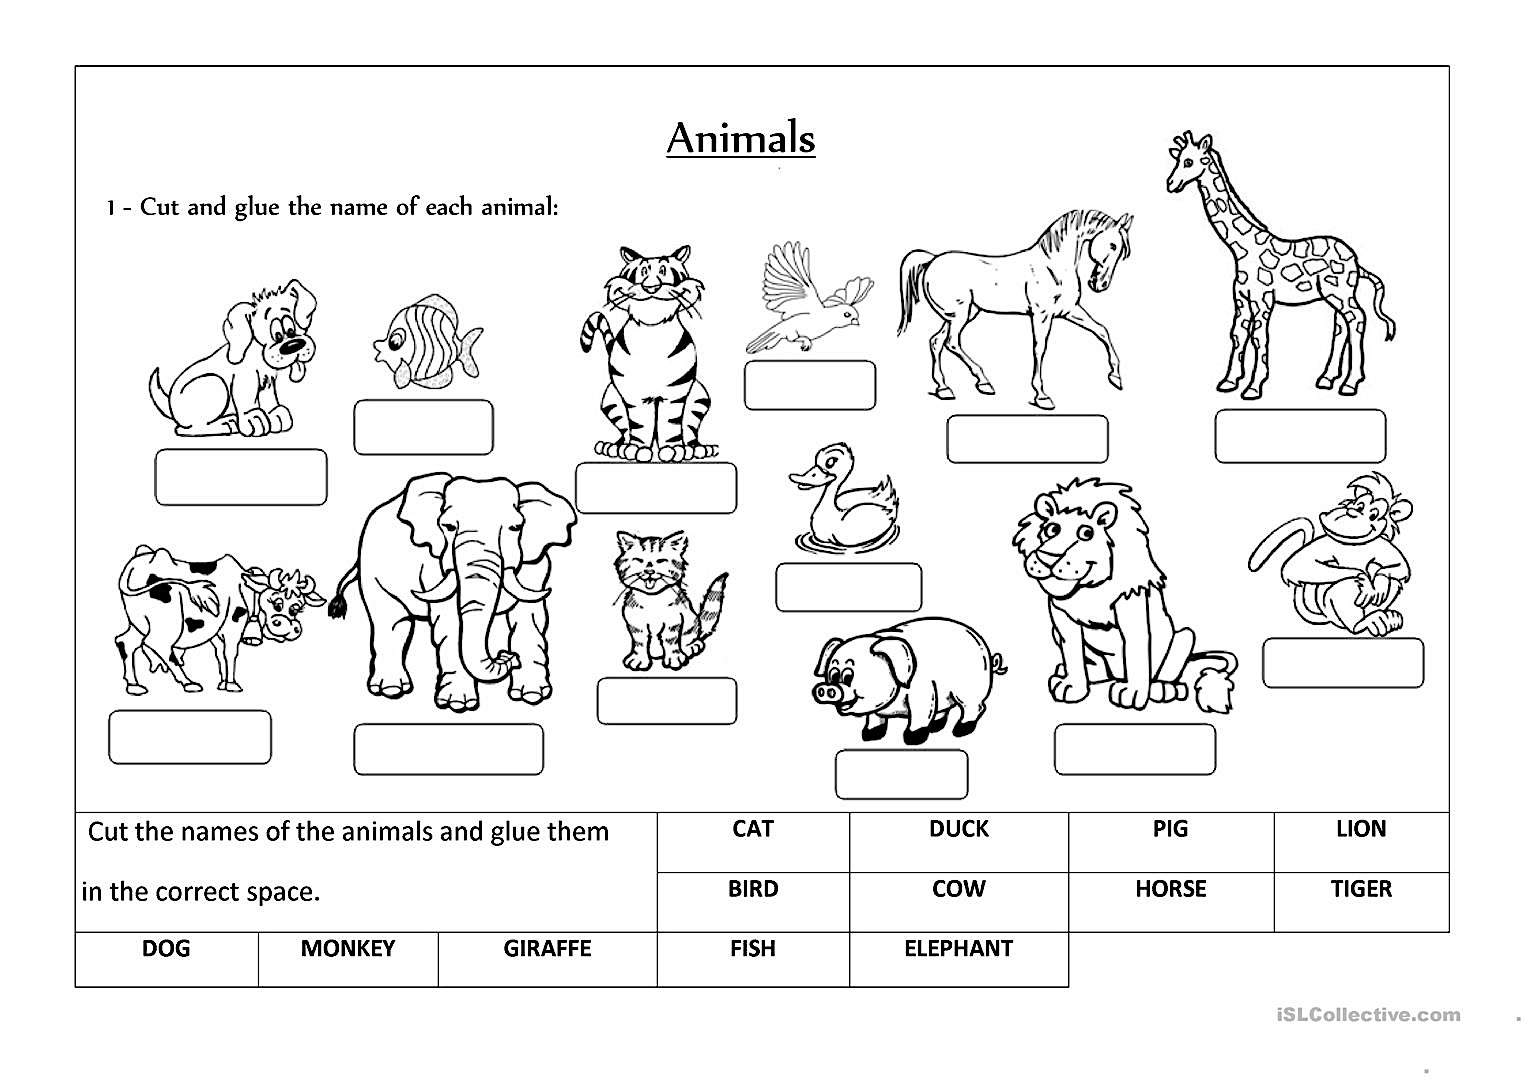 Animals
1 - Cut and glue the name of each animal:
Cut the names of the animals and glue them
in the correct space.
CAT DUCK PIG LION
BIRD COW HORSE TIGER
DOG MONKEY GIRAFFE FISH ELEPHANT
iSLCollective.com